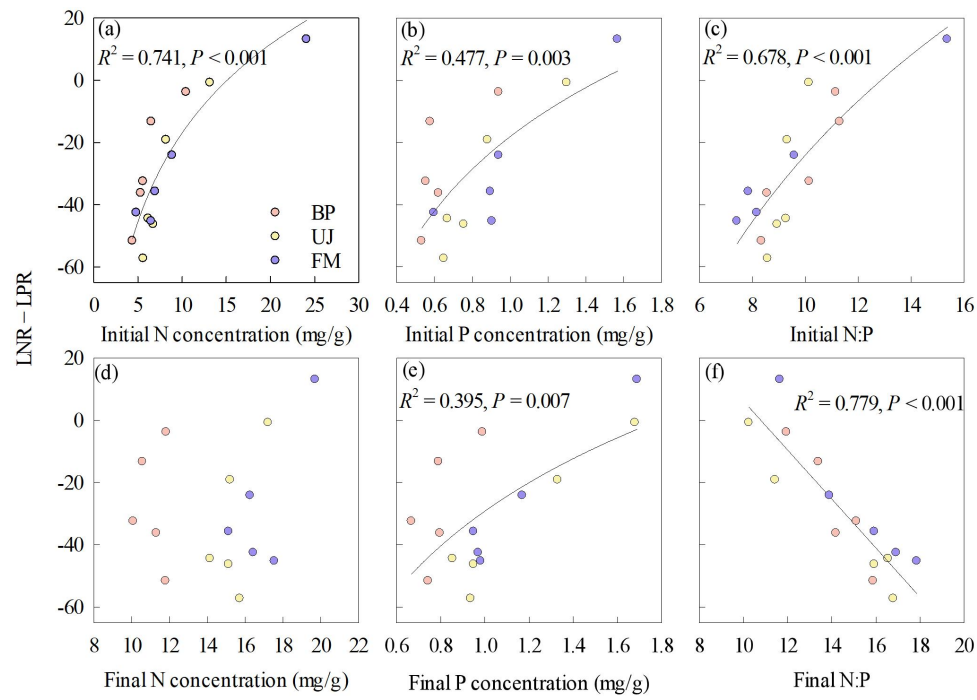 (a)
R² = 0.741, P < 0.001
20
0
-20
-40
-60
BP
UJ
FM
0 5 10 15 20 25 30
Initial N concentration (mg/g)
(b)
R² = 0.477, P = 0.003
0.4 0.6 0.8 1.0 1.2 1.4 1.6 1.8
Initial P concentration (mg/g)
(c)
R² = 0.678, P < 0.001
6 8 10 12 14 16
Initial N:P
LNR – LPR
(d)
20
0
-20
-40
-60
8 10 12 14 16 18 20 22
Final N concentration (mg/g)
(e)
R² = 0.395, P = 0.007
0.6 0.8 1.0 1.2 1.4 1.6 1.8
Final P concentration (mg/g)
(f)
R² = 0.779, P < 0.001
8 10 12 14 16 18 20
Final N:P